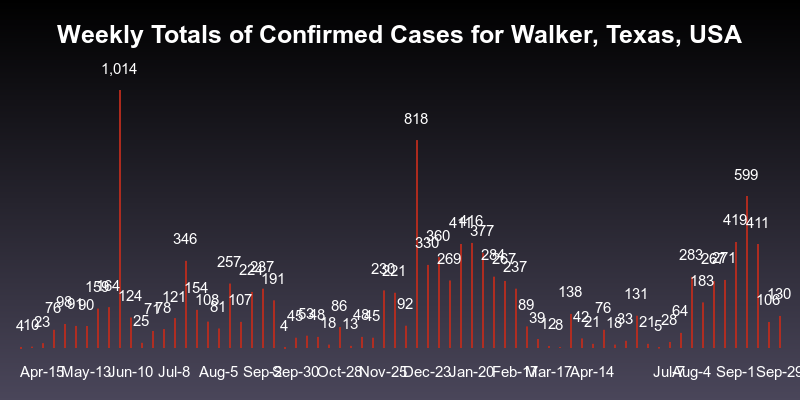 Weekly Totals of Confirmed Cases for Walker, Texas, USA
4 10 23 76 98 91 90 159 164 1,014 124 25 71 78 121 346 154 108 81 257 107 224 237 191 4 45 53 48 18 86 13 48 45 230 221 92 818 330 360 269 411 416 377 284 267 237 89 39 12 8 138 42 21 76 18 33 131 21 5 28 64 283 183 267 271 419 599 411 106 130
Apr-15 May-13 Jun-10 Jul-8 Aug-5 Sep-2 Sep-30 Oct-28 Nov-25 Dec-23 Jan-20 Feb-17 Mar-17 Apr-14 Jul-7 Aug-4 Sep-1 Sep-29